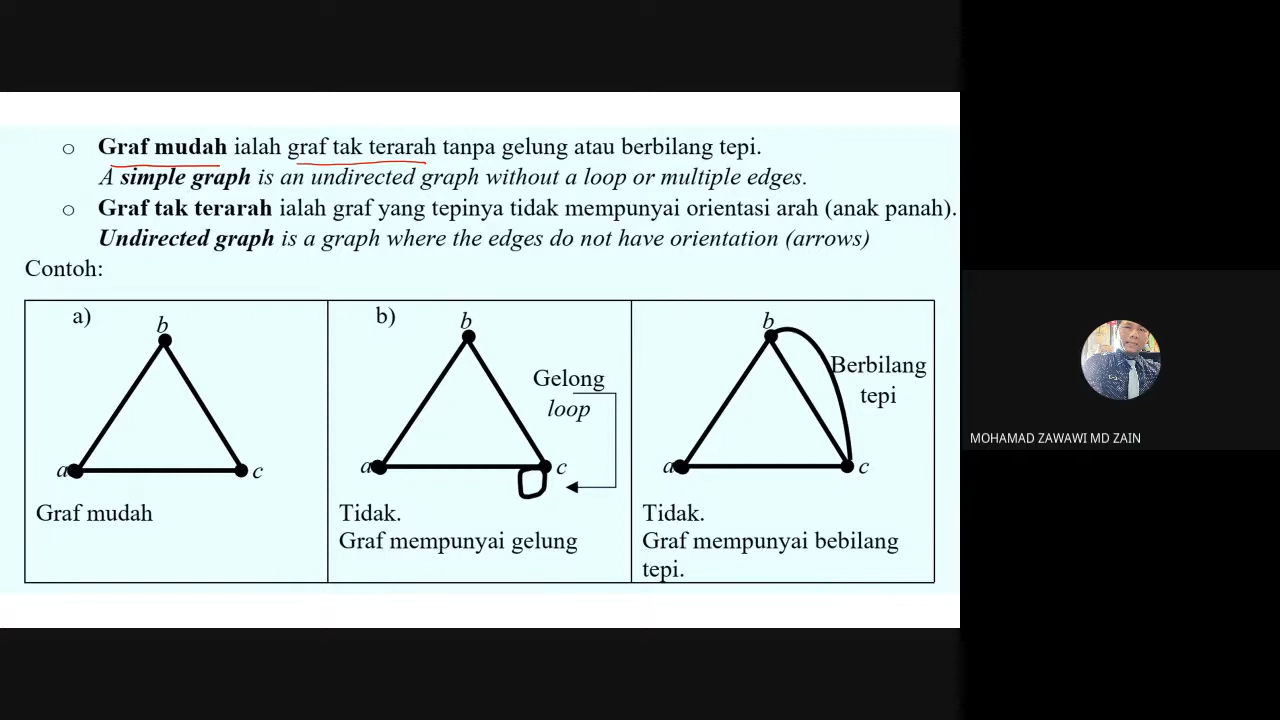 Graf mudah ialah graf tak terarah tanpa gelung atau berbilang tepi.
A simple graph is an undirected graph without a loop or multiple edges.
Graf tak terarah ialah graf yang tepinya tidak mempunyai orientasi arah (anak panah).
Undirected graph is a graph where the edges do not have orientation (arrows)
Contoh:
a)
b
a
c
Graf mudah
b)
b
Gelong
loop
a
c
Tidak.
Graf mempunyai gelung
b
Berbilang
tepi
a
c
Tidak.
Graf mempunyai bebilang
tepi.
MOHAMAD ZAWAWI MD ZAIN